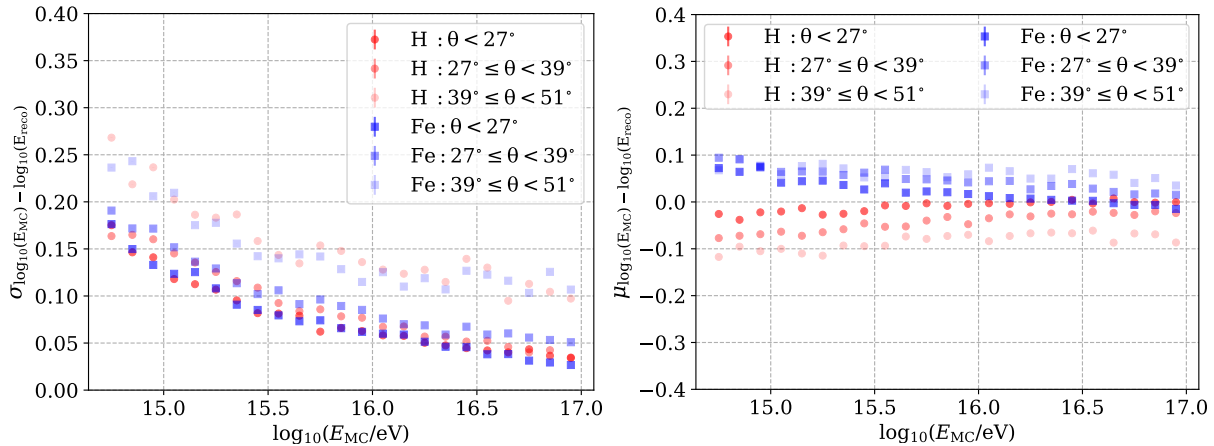 0.40
0.35
0.30
0.25
0.20
0.15
0.10
0.05
0.00
σlog₁₀(E_MC) − log₁₀(E_reco)
H : θ < 27°
H : 27° ≤ θ < 39°
H : 39° ≤ θ < 51°
Fe : θ < 27°
Fe : 27° ≤ θ < 39°
Fe : 39° ≤ θ < 51°
15.0 15.5 16.0 16.5 17.0
log₁₀(E_MC/eV)
0.4
0.3
0.2
0.1
0.0
−0.1
−0.2
−0.3
−0.4
μlog₁₀(E_MC) − log₁₀(E_reco)
H : θ < 27° Fe : θ < 27°
H : 27° ≤ θ < 39° Fe : 27° ≤ θ < 39°
H : 39° ≤ θ < 51° Fe : 39° ≤ θ < 51°
15.0 15.5 16.0 16.5 17.0
log₁₀(E_MC/eV)